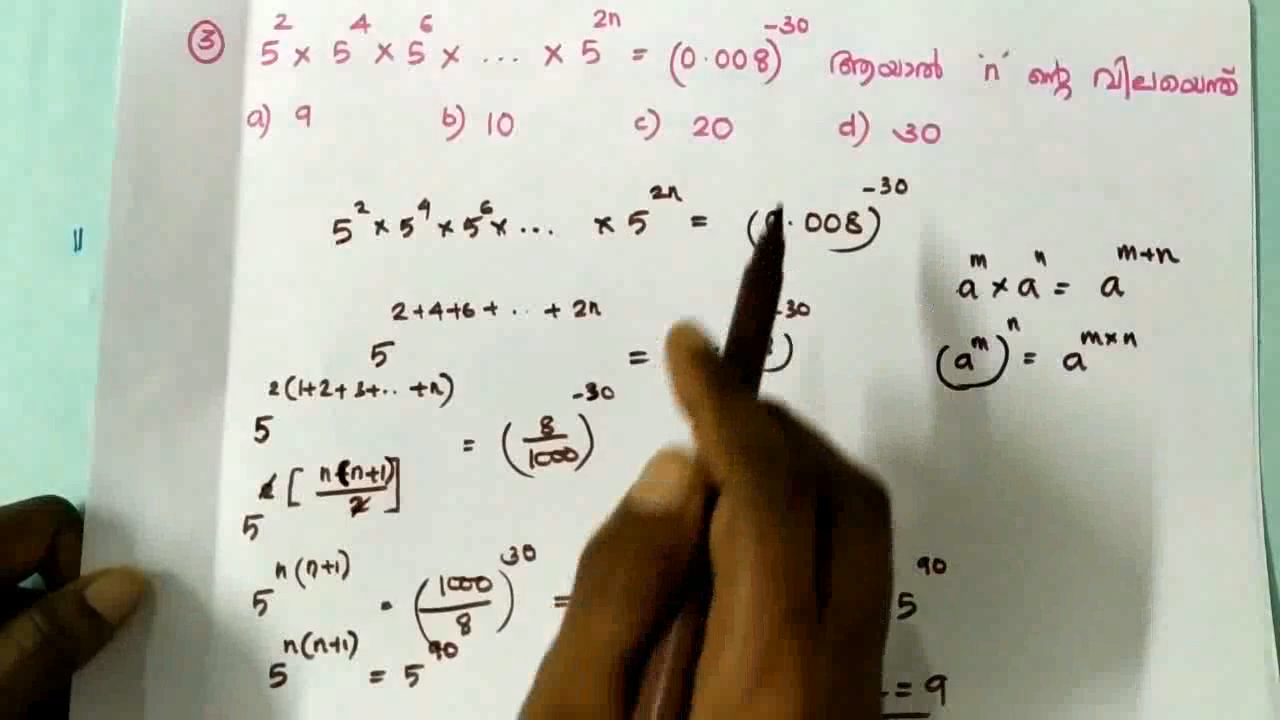 ③ 5² × 5⁴ × 5⁶ × ... × 5²ⁿ = (0.008)⁻³⁰ ആയാൽ 'n' ന്റെ വിലയെന്ത്
a) 9 b) 10 c) 20 d) 30
5² × 5⁴ × 5⁶ × ... × 5²ⁿ = (0.008)⁻³⁰
aᵐ × aⁿ = aᵐ⁺ⁿ
5^(2+4+6+...+2n) = )⁻³⁰
(aᵐ)ⁿ = a^(m×n)
5^(2(1+2+3+..+n)) = (8/1000)⁻³⁰
5^(2[n(n+1)/2])
5^(n(n+1)) = (1000/8)³⁰ = 5⁹⁰
5^(n(n+1)) = 5⁹⁰
= 9